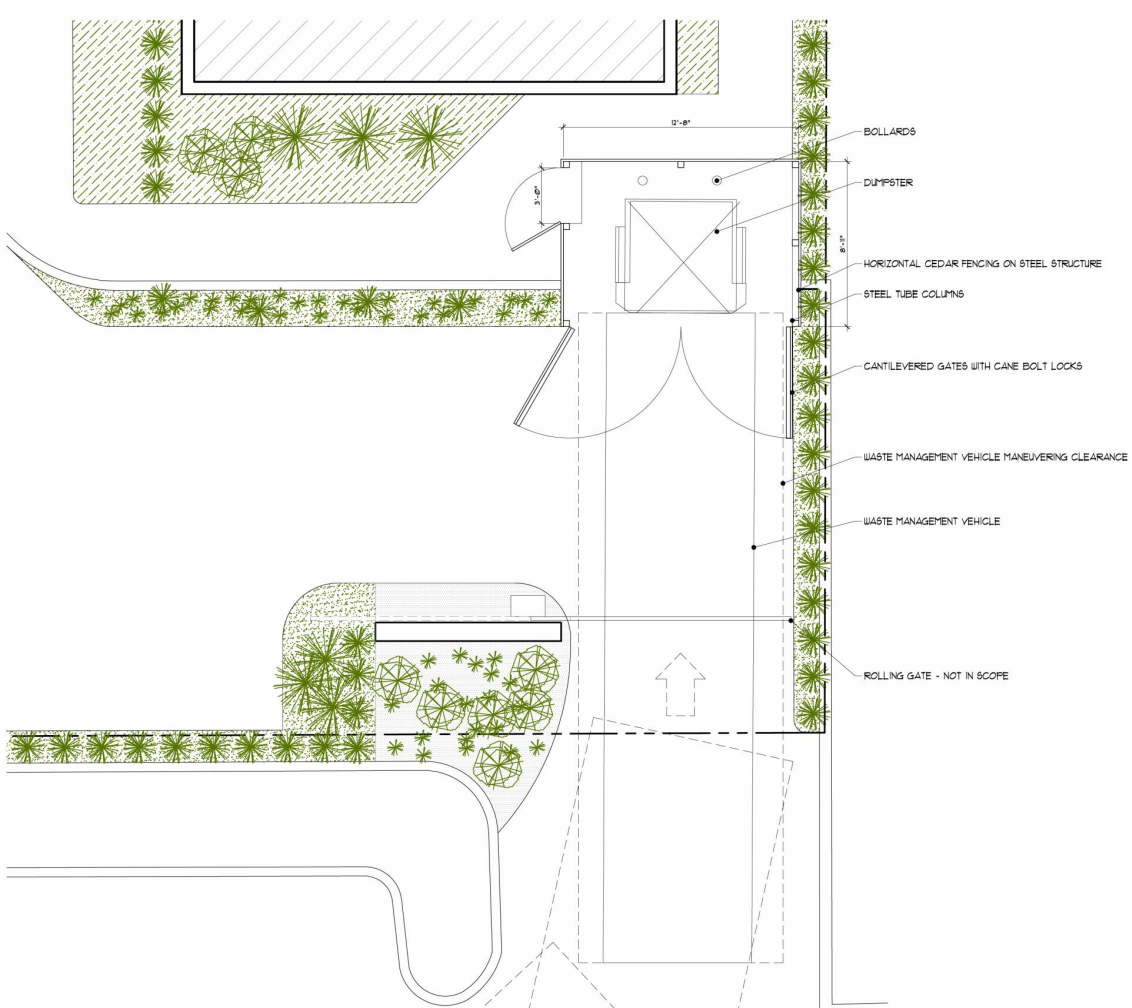 12'-8"
BOLLARDS
DUMPSTER
3'-0"
8'-11"
HORIZONTAL CEDAR FENCING ON STEEL STRUCTURE
STEEL TUBE COLUMNS
CANTILEVERED GATES WITH CANE BOLT LOCKS
WASTE MANAGEMENT VEHICLE MANEUVERING CLEARANCE
WASTE MANAGEMENT VEHICLE
ROLLING GATE - NOT IN SCOPE